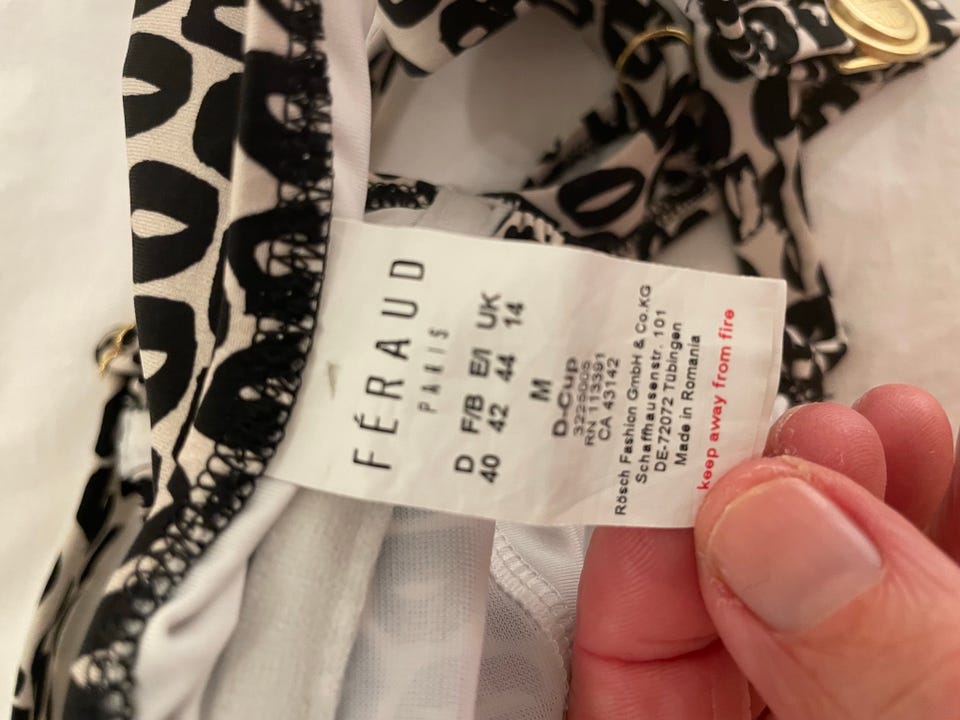 FÉRAUD
PARIS
D F/B E/I UK
40 42 44 14
M
D-Cup
3225005
RN 113391
CA 43142
Rösch Fashion GmbH & Co.KG
Schaffhausenstr. 101
DE-72072 Tübingen
Made in Romania
keep away from fire